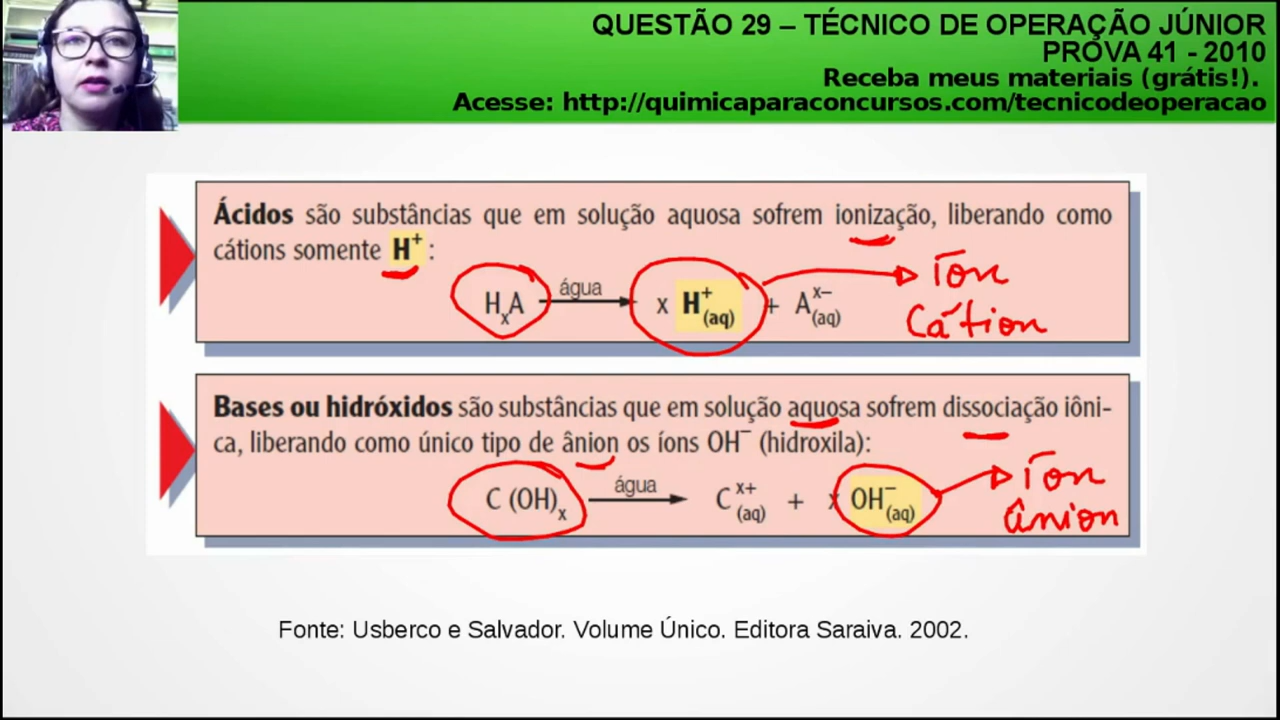 QUESTÃO 29 – TÉCNICO DE OPERAÇÃO JÚNIOR
PROVA 41 - 2010
Receba meus materiais (grátis!).
Acesse: http://quimicaparaconcursos.com/tecnicodeoperacao
Ácidos são substâncias que em solução aquosa sofrem ionização, liberando como
cátions somente H⁺ :
HₓA água x H⁺(aq) + Aˣ⁻(aq)
íon
cátion
Bases ou hidróxidos são substâncias que em solução aquosa sofrem dissociação iôni-
ca, liberando como único tipo de ânion os íons OH⁻ (hidroxila):
C (OH)ₓ água Cˣ⁺(aq) + x OH⁻(aq)
íon
ânion
Fonte: Usberco e Salvador. Volume Único. Editora Saraiva. 2002.